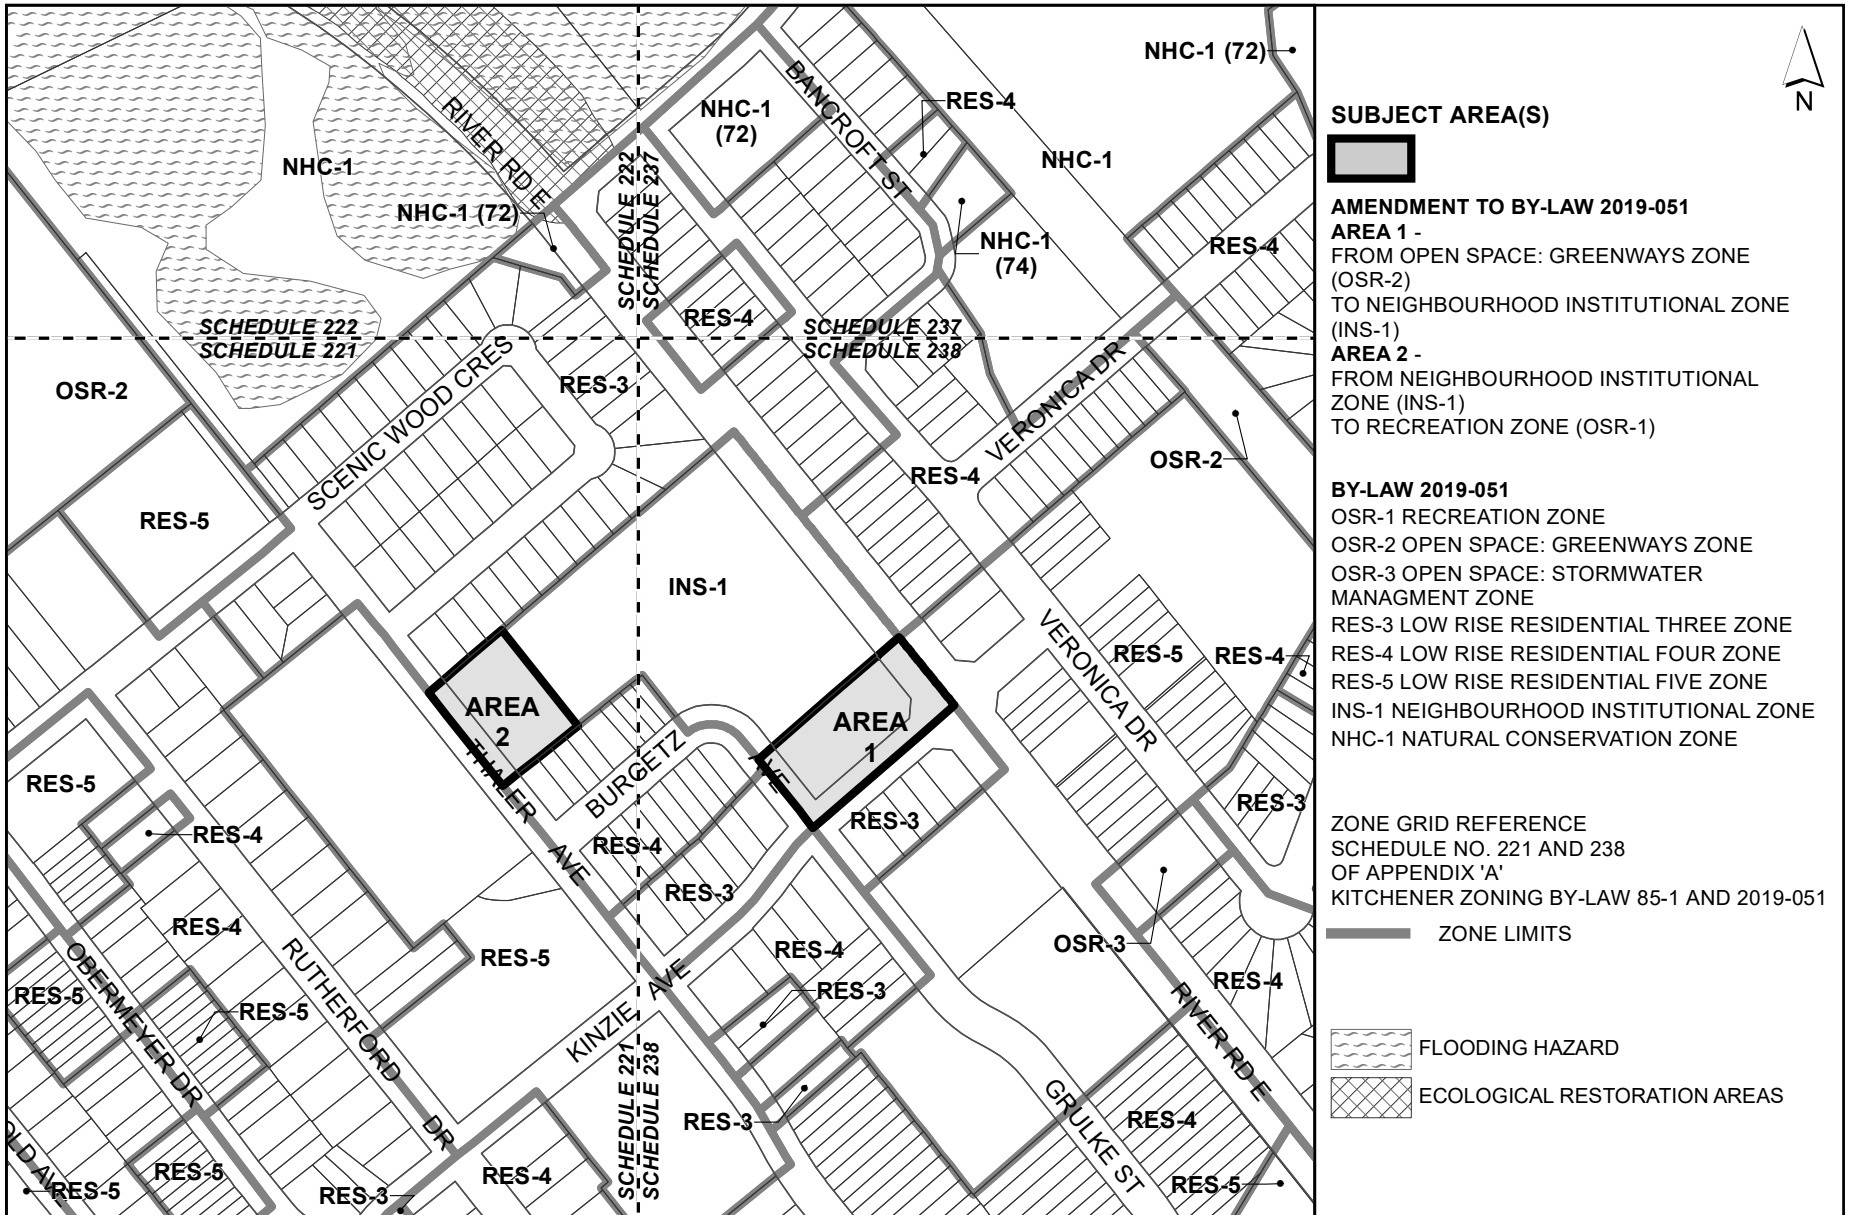 NHC-1 (72)
BANCROFT ST
NHC-1
(72)
RES-4
RIVER RD E
NHC-1
NHC-1
NHC-1 (72)
SCHEDULE 222
SCHEDULE 237
NHC-1
(74)
RES-4
RES-4
SCHEDULE 222
SCHEDULE 221
SCHEDULE 237
SCHEDULE 238
OSR-2
SCENIC WOOD CRES
RES-3
VERONICA DR
OSR-2
RES-4
RES-5
INS-1
VERONICA DR
RES-5
RES-4
AREA
2
AREA
1
THALER
AVE
BURGETZ
AVE
RES-5
RES-4
RES-4
RES-3
RES-3
RES-3
RES-4
RUTHERFORD
DR
RES-5
RES-4
OSR-3
RES-4
RES-3
OBERMEYER DR
RES-5
RES-5
KINZIE AVE
SCHEDULE 221
SCHEDULE 238
RIVER RD E
GRULKE ST
RES-3
RES-4
RES-5
RES-5
RES-3
RES-4
RES-5
OLD AVE
N
SUBJECT AREA(S)
AMENDMENT TO BY-LAW 2019-051
AREA 1 -
FROM OPEN SPACE: GREENWAYS ZONE
(OSR-2)
TO NEIGHBOURHOOD INSTITUTIONAL ZONE
(INS-1)
AREA 2 -
FROM NEIGHBOURHOOD INSTITUTIONAL
ZONE (INS-1)
TO RECREATION ZONE (OSR-1)
BY-LAW 2019-051
OSR-1 RECREATION ZONE
OSR-2 OPEN SPACE: GREENWAYS ZONE
OSR-3 OPEN SPACE: STORMWATER
MANAGMENT ZONE
RES-3 LOW RISE RESIDENTIAL THREE ZONE
RES-4 LOW RISE RESIDENTIAL FOUR ZONE
RES-5 LOW RISE RESIDENTIAL FIVE ZONE
INS-1 NEIGHBOURHOOD INSTITUTIONAL ZONE
NHC-1 NATURAL CONSERVATION ZONE
ZONE GRID REFERENCE
SCHEDULE NO. 221 AND 238
OF APPENDIX 'A'
KITCHENER ZONING BY-LAW 85-1 AND 2019-051
ZONE LIMITS
FLOODING HAZARD
ECOLOGICAL RESTORATION AREAS